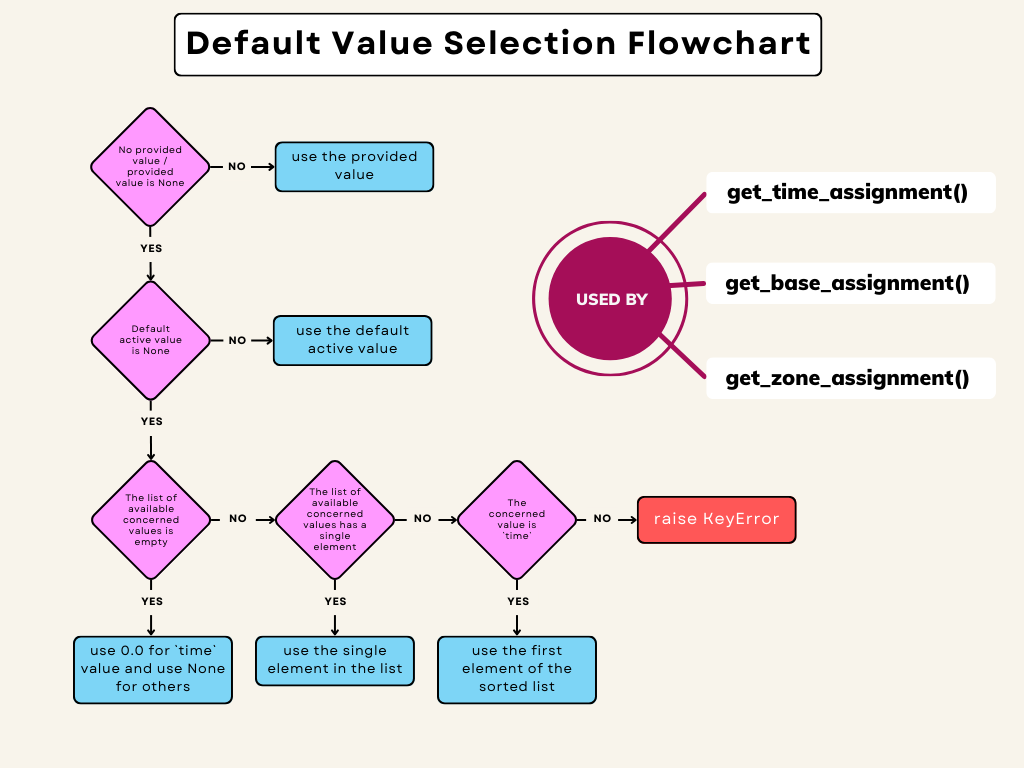 Default Value Selection Flowchart
No provided
value /
provided
value is None
NO
use the provided
value
YES
Default
active value
is None
NO
use the default
active value
YES
The list of
available
concerned
values is
empty
NO
The list of
available
concerned
values has a
single
element
NO
The
concerned
value is
`time`
NO
raise KeyError
YES
YES
YES
use 0.0 for `time`
value and use None
for others
use the single
element in the list
use the first
element of the
sorted list
USED BY
get_time_assignment()
get_base_assignment()
get_zone_assignment()